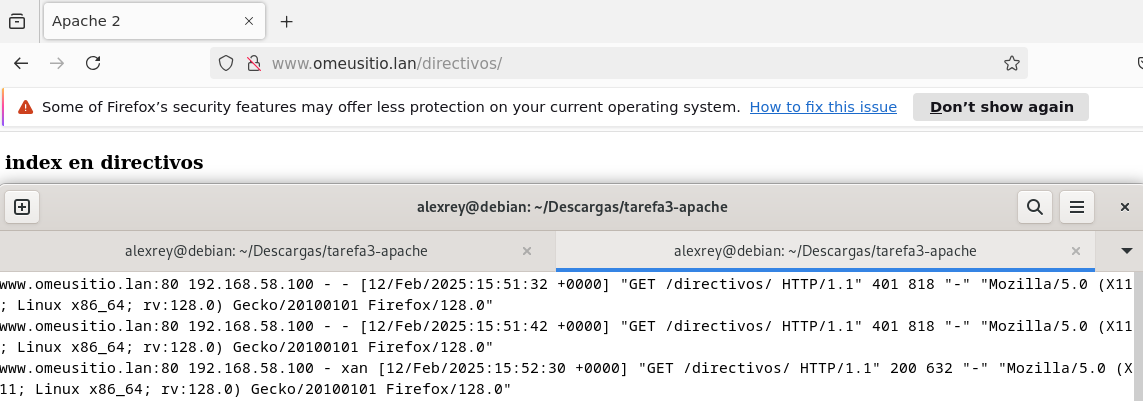 Apache 2
www.omeusitio.lan/directivos/
Some of Firefox’s security features may offer less protection on your current operating system. How to fix this issue Don’t show again
index en directivos
alexrey@debian: ~/Descargas/tarefa3-apache
alexrey@debian: ~/Descargas/tarefa3-apache alexrey@debian: ~/Descargas/tarefa3-apache
www.omeusitio.lan:80 192.168.58.100 - - [12/Feb/2025:15:51:32 +0000] "GET /directivos/ HTTP/1.1" 401 818 "-" "Mozilla/5.0 (X11
; Linux x86_64; rv:128.0) Gecko/20100101 Firefox/128.0"
www.omeusitio.lan:80 192.168.58.100 - - [12/Feb/2025:15:51:42 +0000] "GET /directivos/ HTTP/1.1" 401 818 "-" "Mozilla/5.0 (X11
; Linux x86_64; rv:128.0) Gecko/20100101 Firefox/128.0"
www.omeusitio.lan:80 192.168.58.100 - xan [12/Feb/2025:15:52:30 +0000] "GET /directivos/ HTTP/1.1" 200 632 "-" "Mozilla/5.0 (X
11; Linux x86_64; rv:128.0) Gecko/20100101 Firefox/128.0"